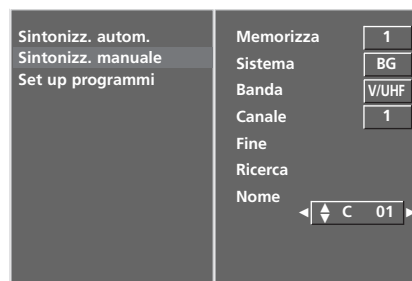 Sintonizz. autom.
Sintonizz. manuale
Set up programmi
Memorizza 1
Sistema BG
Banda V/UHF
Canale 1
Fine
Ricerca
Nome
C 01